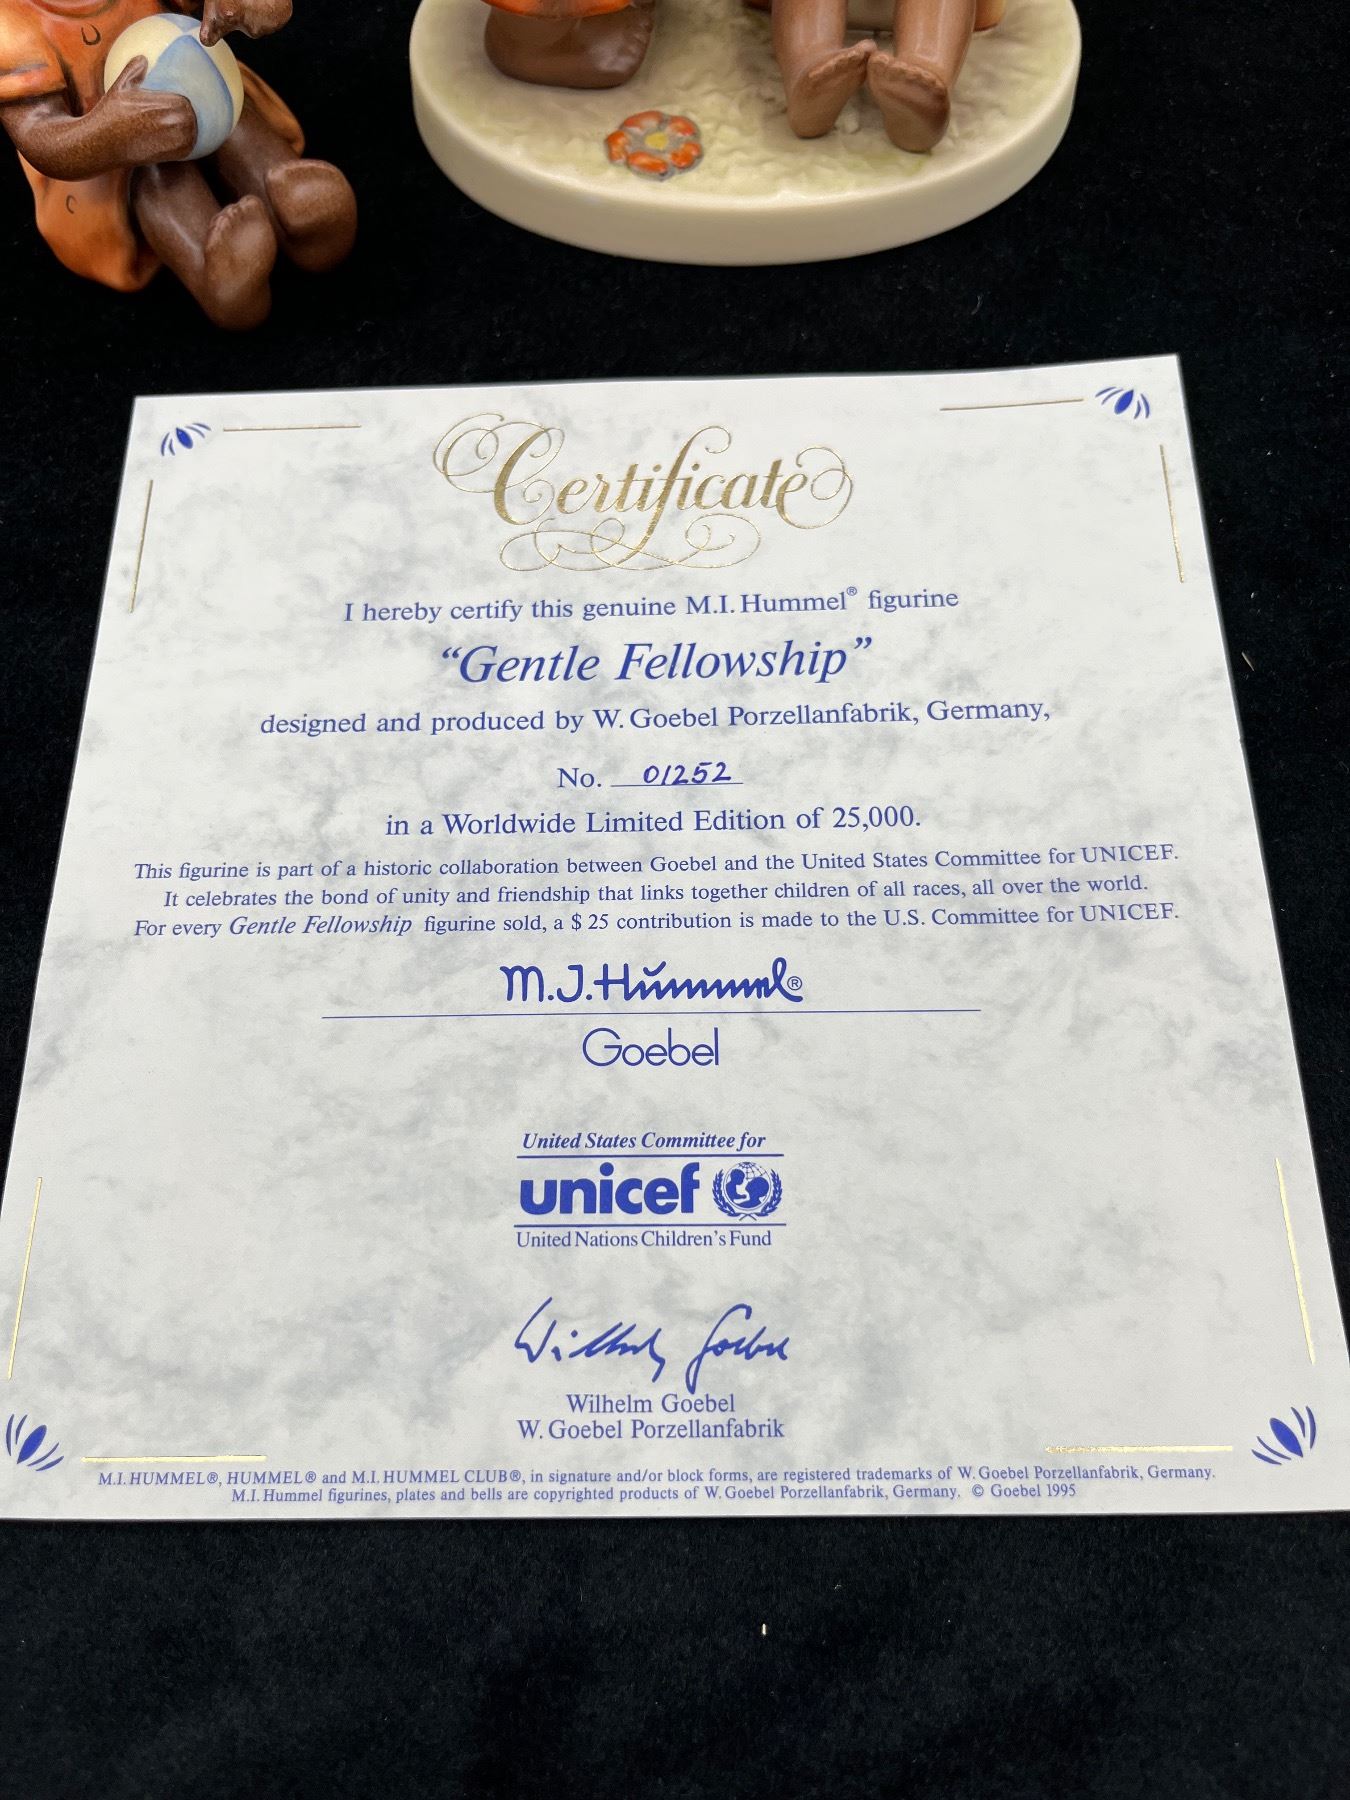 Certificate
I hereby certify this genuine M.I. Hummel® figurine
“Gentle Fellowship”
designed and produced by W. Goebel Porzellanfabrik, Germany,
No. 01252
in a Worldwide Limited Edition of 25,000.
This figurine is part of a historic collaboration between Goebel and the United States Committee for UNICEF.
It celebrates the bond of unity and friendship that links together children of all races, all over the world.
For every Gentle Fellowship figurine sold, a $ 25 contribution is made to the U.S. Committee for UNICEF.
M.J. Hummel®
Goebel
United States Committee for
unicef
United Nations Children's Fund
Wilhelm Goebel
Wilhelm Goebel
W. Goebel Porzellanfabrik
M.I. HUMMEL®, HUMMEL® and M.I. HUMMEL CLUB®, in signature and/or block forms, are registered trademarks of W. Goebel Porzellanfabrik, Germany.
M.I. Hummel figurines, plates and bells are copyrighted products of W. Goebel Porzellanfabrik, Germany. © Goebel 1995